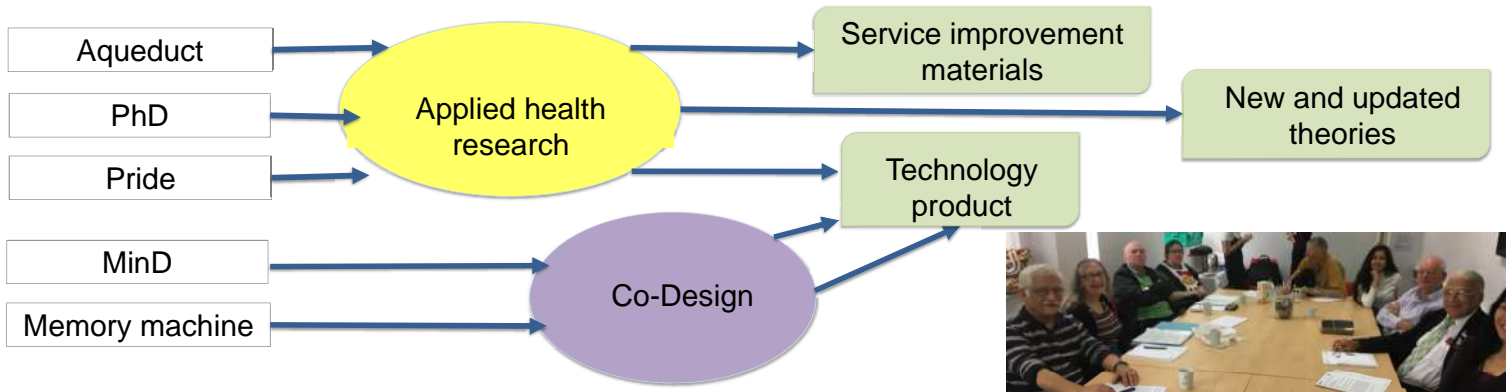 Aqueduct
PhD
Pride
MinD
Memory machine
Applied health
research
Co-Design
Service improvement
materials
New and updated
theories
Technology
product